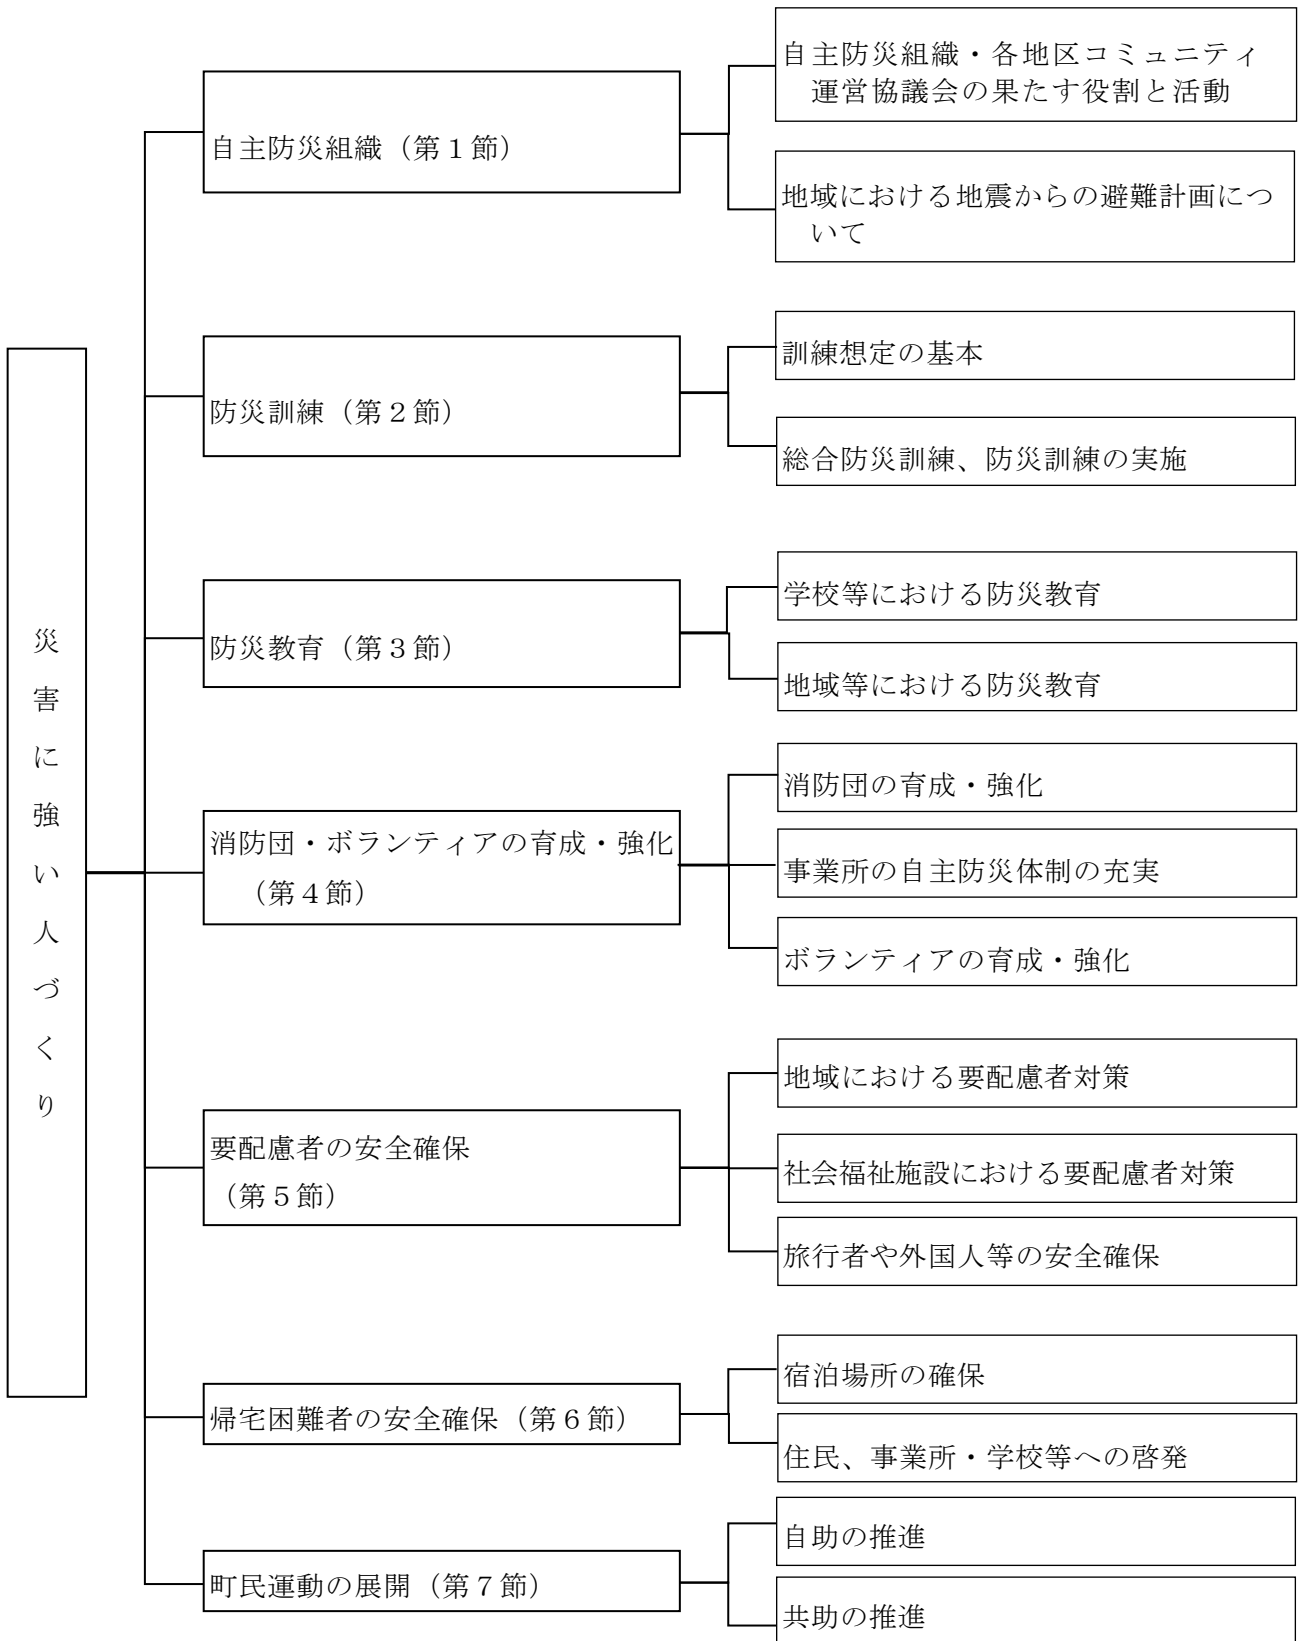 災害に強い人づくり
自主防災組織（第１節）
自主防災組織・各地区コミュニティ
運営協議会の果たす役割と活動
地域における地震からの避難計画につ
いて
防災訓練（第２節）
訓練想定の基本
総合防災訓練、防災訓練の実施
防災教育（第３節）
学校等における防災教育
地域等における防災教育
消防団・ボランティアの育成・強化
（第４節）
消防団の育成・強化
事業所の自主防災体制の充実
ボランティアの育成・強化
要配慮者の安全確保
（第５節）
地域における要配慮者対策
社会福祉施設における要配慮者対策
旅行者や外国人等の安全確保
帰宅困難者の安全確保（第６節）
宿泊場所の確保
住民、事業所・学校等への啓発
町民運動の展開（第７節）
自助の推進
共助の推進